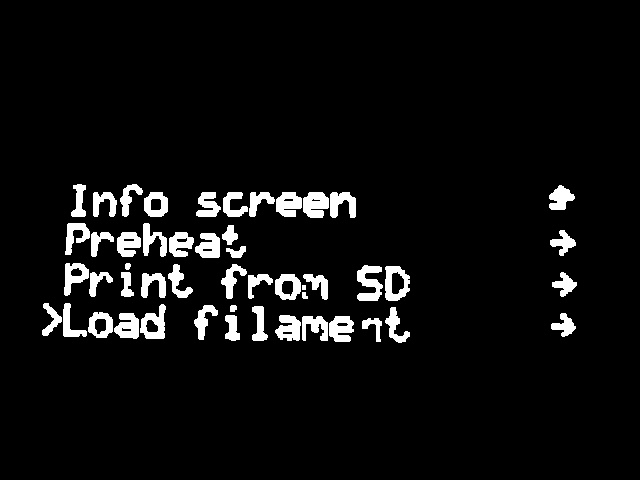 Info screen →
Preheat →
Print from SD →
>Load filament →